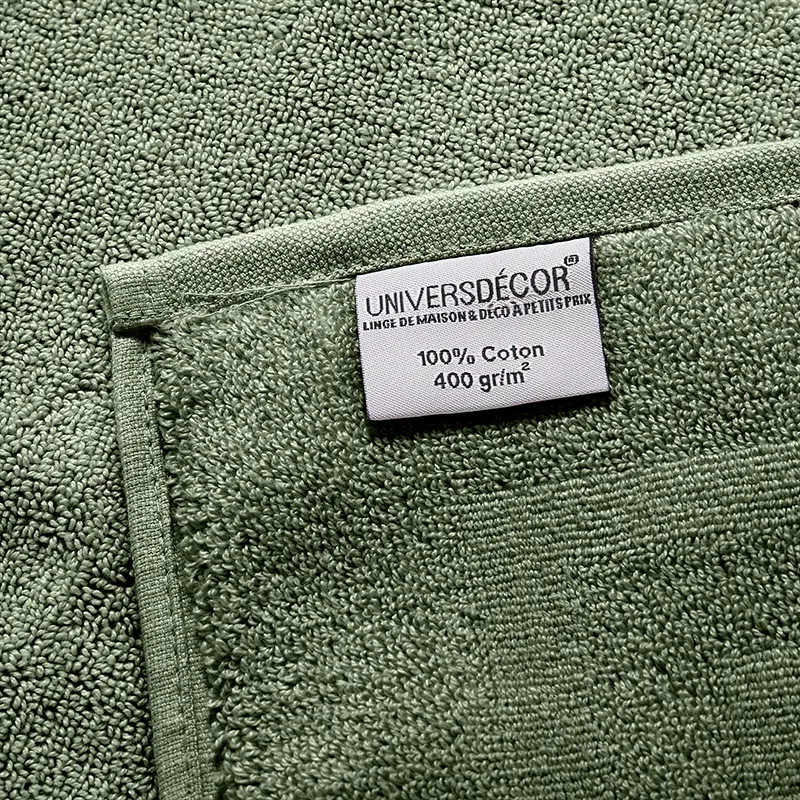 UNIVERSDÉCOR®
LINGE DE MAISON & DÉCO À PETITS PRIX
100% Coton
400 gr/m²